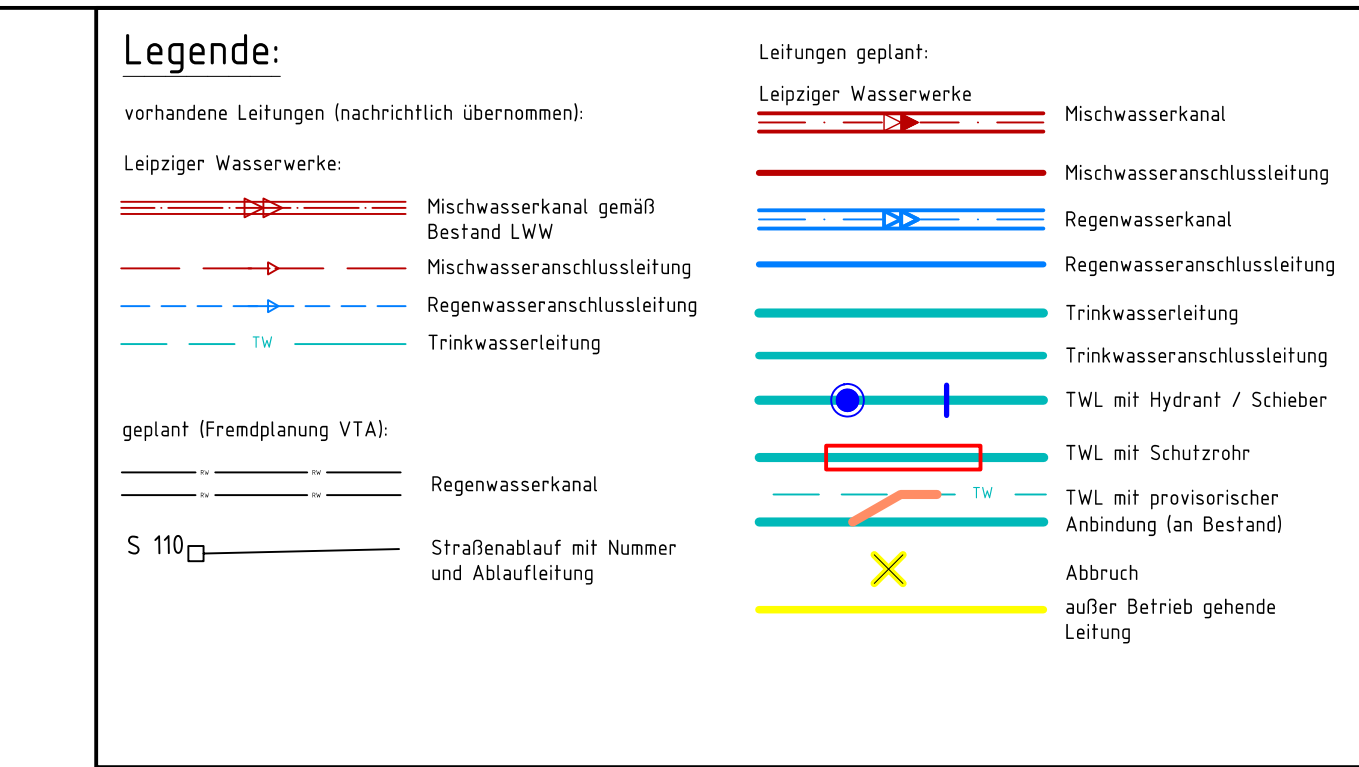 Legende:
vorhandene Leitungen (nachrichtlich übernommen):
Leipziger Wasserwerke:
Mischwasserkanal gemäß
Bestand LWW
Mischwasseranschlussleitung
Regenwasseranschlussleitung
TW
Trinkwasserleitung
geplant (Fremdplanung VTA):
RW RW
RW RW
Regenwasserkanal
S 110
Straßenablauf mit Nummer
und Ablaufleitung
Leitungen geplant:
Leipziger Wasserwerke
Mischwasserkanal
Mischwasseranschlussleitung
Regenwasserkanal
Regenwasseranschlussleitung
Trinkwasserleitung
Trinkwasseranschlussleitung
TWL mit Hydrant / Schieber
TWL mit Schutzrohr
TW
TWL mit provisorischer
Anbindung (an Bestand)
Abbruch
außer Betrieb gehende
Leitung